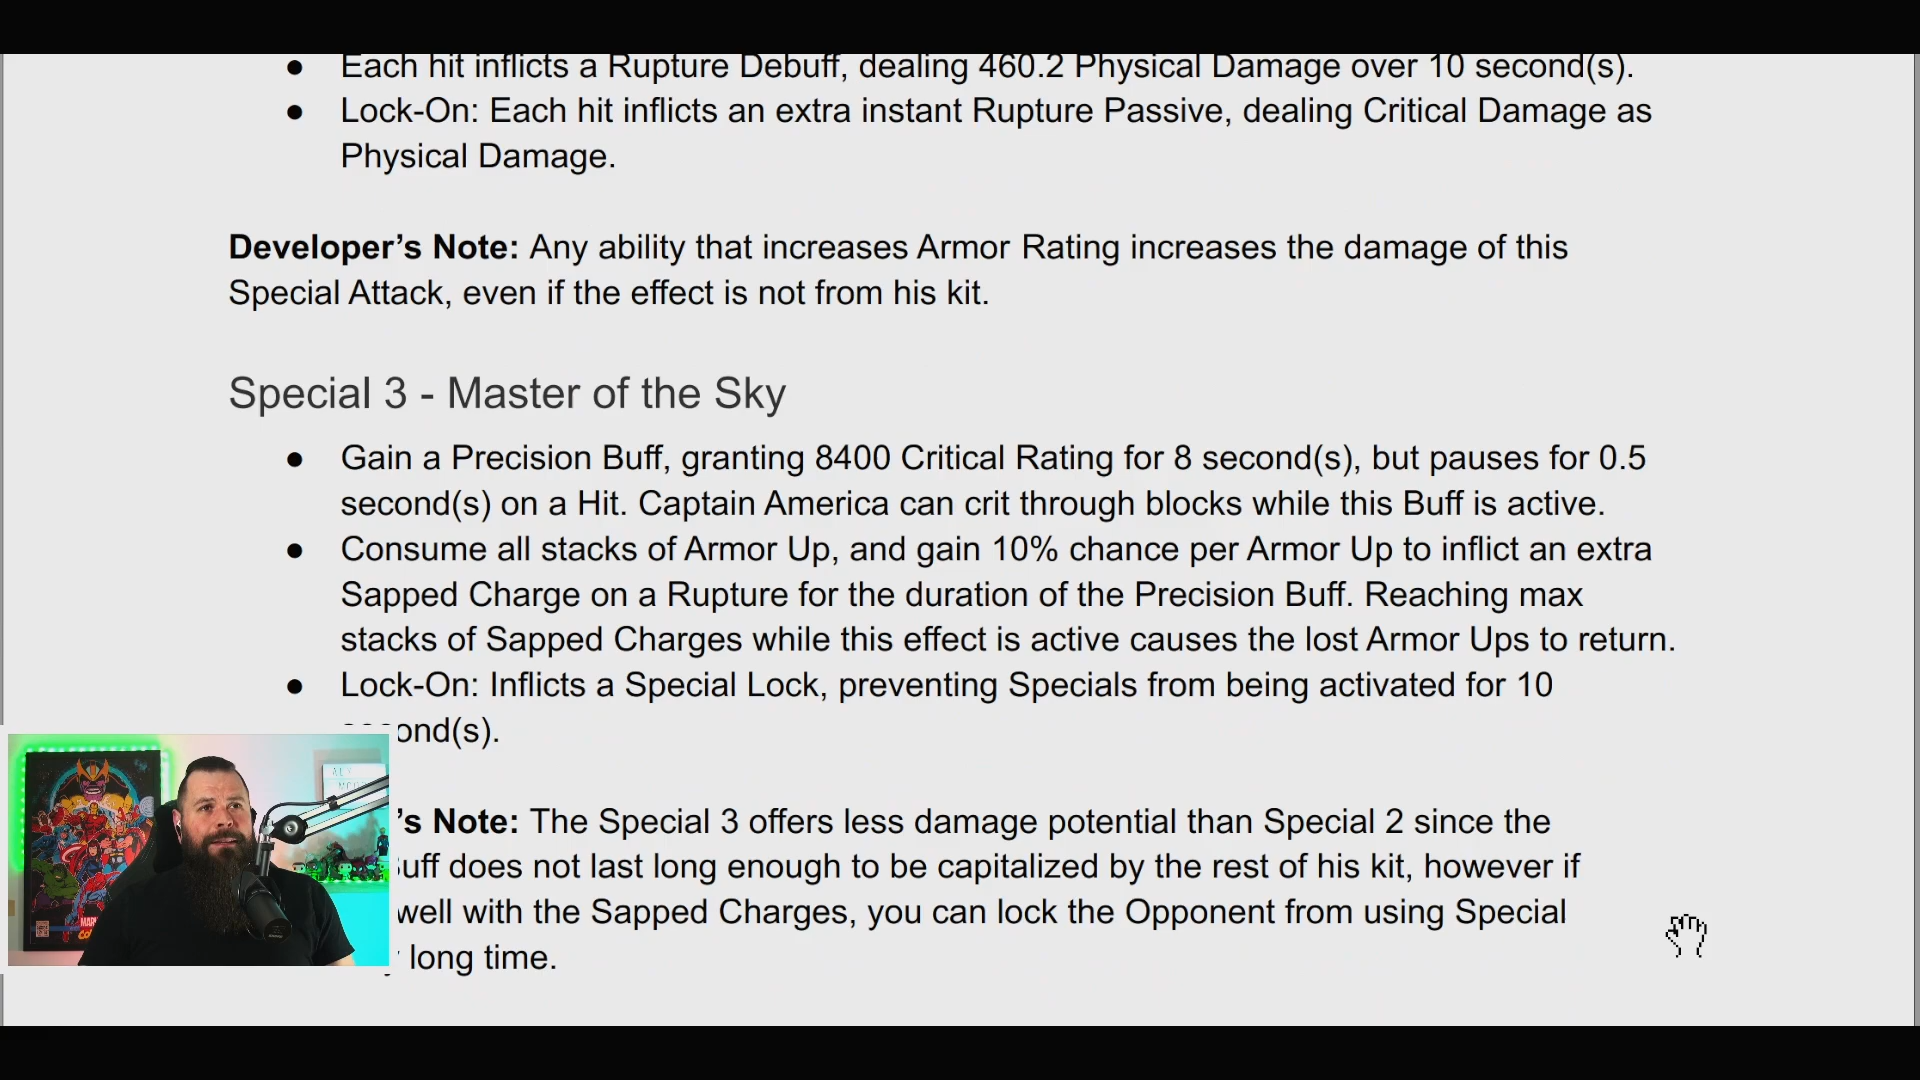 ● Each hit inflicts a Rupture Debuff, dealing 460.2 Physical Damage over 10 second(s).
● Lock-On: Each hit inflicts an extra instant Rupture Passive, dealing Critical Damage as
Physical Damage.
Developer’s Note: Any ability that increases Armor Rating increases the damage of this
Special Attack, even if the effect is not from his kit.
Special 3 - Master of the Sky
● Gain a Precision Buff, granting 8400 Critical Rating for 8 second(s), but pauses for 0.5
second(s) on a Hit. Captain America can crit through blocks while this Buff is active.
● Consume all stacks of Armor Up, and gain 10% chance per Armor Up to inflict an extra
Sapped Charge on a Rupture for the duration of the Precision Buff. Reaching max
stacks of Sapped Charges while this effect is active causes the lost Armor Ups to return.
● Lock-On: Inflicts a Special Lock, preventing Specials from being activated for 10
ond(s).
’s Note: The Special 3 offers less damage potential than Special 2 since the
uff does not last long enough to be capitalized by the rest of his kit, however if
well with the Sapped Charges, you can lock the Opponent from using Special
long time.